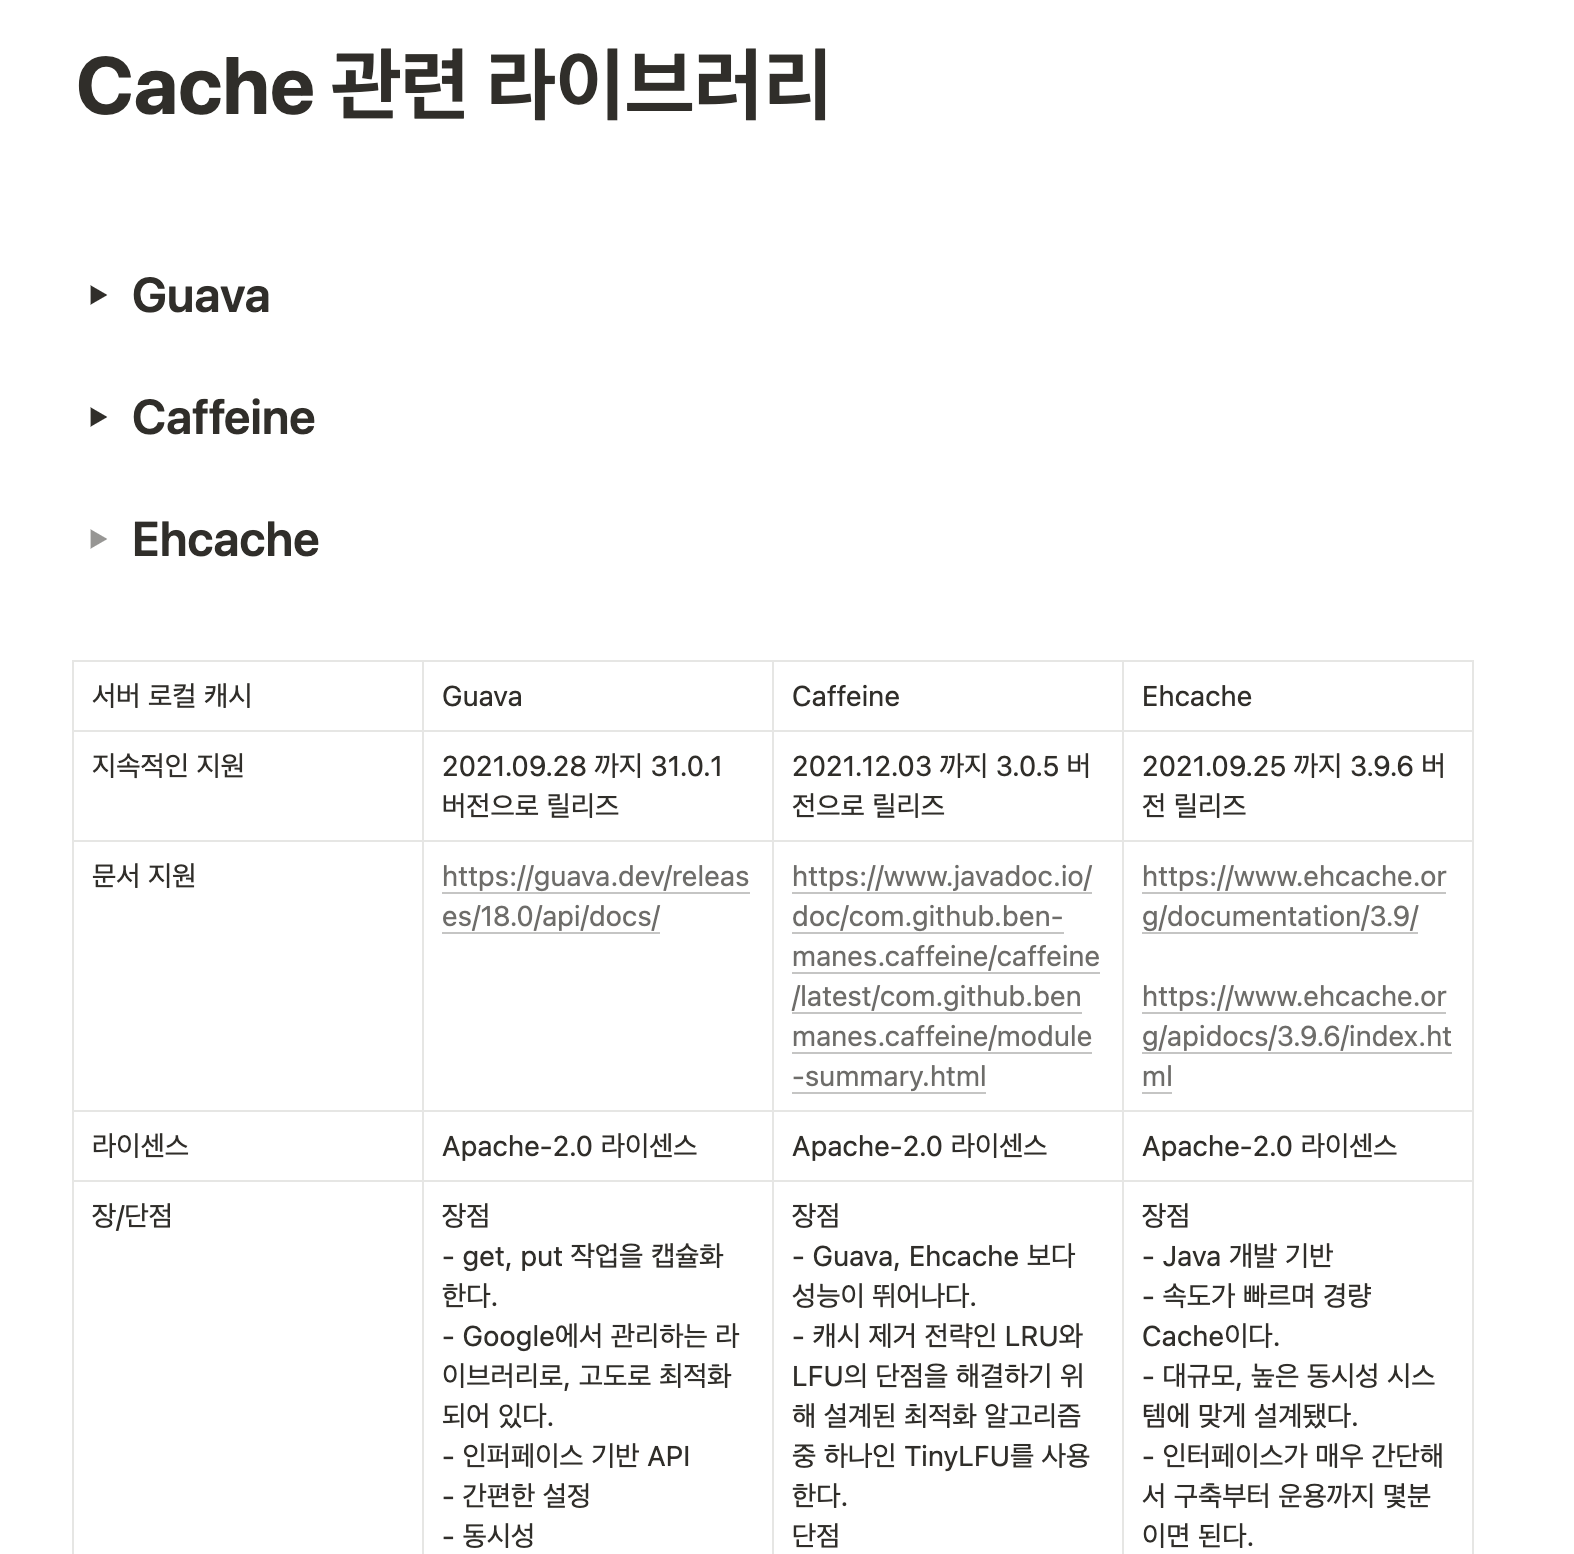 Cache 관련 라이브러리
Guava
Caffeine
Ehcache
서버 로컬 캐시
Guava
Caffeine
Ehcache
지속적인 지원
2021.09.28 까지 31.0.1
버전으로 릴리즈
2021.12.03 까지 3.0.5 버
전으로 릴리즈
2021.09.25 까지 3.9.6 버
전 릴리즈
문서 지원
https://guava.dev/releas
es/18.0/api/docs/
https://www.javadoc.io/
doc/com.github.ben-
manes.caffeine/caffeine
/latest/com.github.ben
manes.caffeine/module
-summary.html
https://www.ehcache.or
g/documentation/3.9/
https://www.ehcache.or
g/apidocs/3.9.6/index.ht
ml
라이센스
Apache-2.0 라이센스
Apache-2.0 라이센스
Apache-2.0 라이센스
장/단점
장점
- get, put 작업을 캡슐화
한다.
- Google에서 관리하는 라
이브러리로, 고도로 최적화
되어 있다.
- 인퍼페이스 기반 API
- 간편한 설정
- 동시성
장점
- Guava, Ehcache 보다
성능이 뛰어나다.
- 캐시 제거 전략인 LRU와
LFU의 단점을 해결하기 위
해 설계된 최적화 알고리즘
중 하나인 TinyLFU를 사용
한다.
단점
장점
- Java 개발 기반
- 속도가 빠르며 경량
Cache이다.
- 대규모, 높은 동시성 시스
템에 맞게 설계됐다.
- 인터페이스가 매우 간단해
서 구축부터 운용까지 몇분
이면 된다.